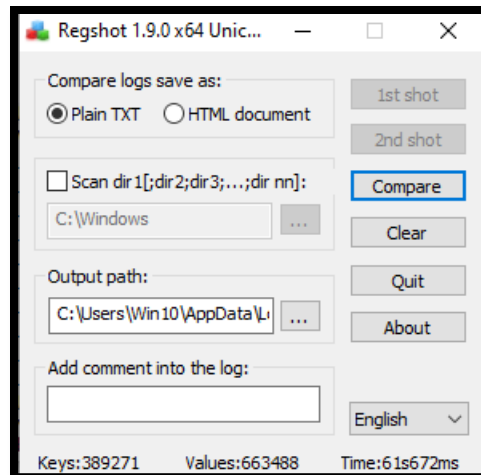 Regshot 1.9.0 x64 Unic...
Compare logs save as:
Plain TXT
HTML document
1st shot
2nd shot
Scan dir1[;dir2;dir3;...;dir nn]:
C:\Windows
...
Compare
Clear
Output path:
C:\Users\Win10\AppData\L
...
Quit
About
Add comment into the log:
English
Keys:389271 Values:663488 Time:61s672ms